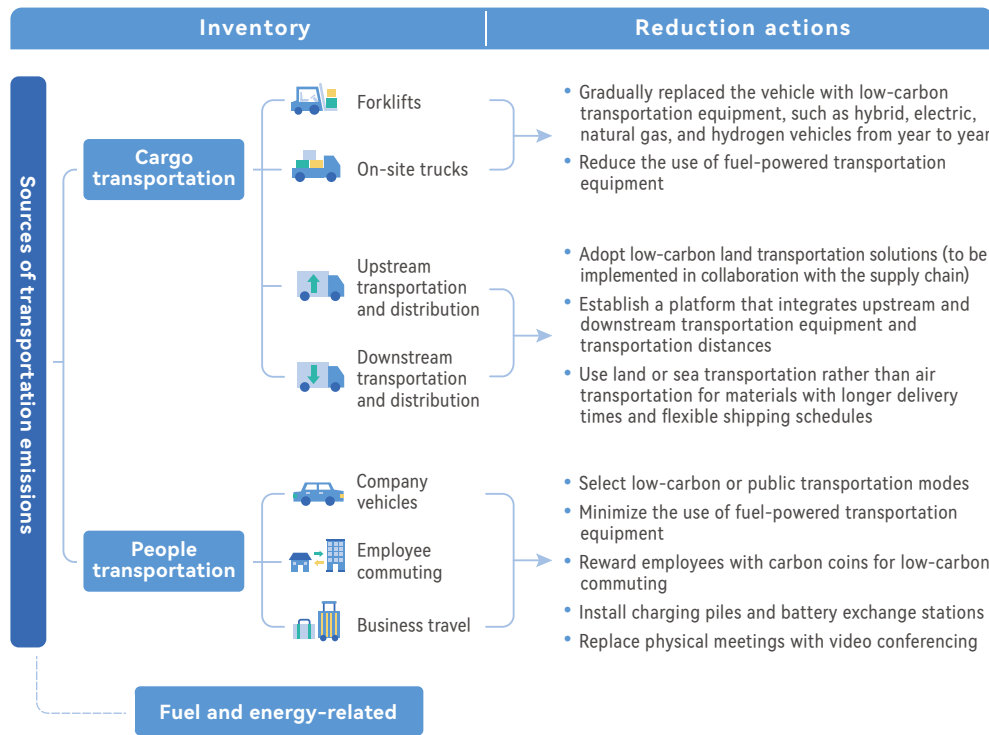 Inventory
Reduction actions
Sources of transportation emissions
Cargo
transportation
Forklifts
On-site trucks
• Gradually replaced the vehicle with low-carbon
transportation equipment, such as hybrid, electric,
natural gas, and hydrogen vehicles from year to year
• Reduce the use of fuel-powered transportation
equipment
Upstream
transportation
and distribution
Downstream
transportation
and distribution
• Adopt low-carbon land transportation solutions (to be
implemented in collaboration with the supply chain)
• Establish a platform that integrates upstream and
downstream transportation equipment and
transportation distances
• Use land or sea transportation rather than air
transportation for materials with longer delivery
times and flexible shipping schedules
People
transportation
Company
vehicles
Employee
commuting
Business travel
• Select low-carbon or public transportation modes
• Minimize the use of fuel-powered transportation
equipment
• Reward employees with carbon coins for low-carbon
commuting
• Install charging piles and battery exchange stations
• Replace physical meetings with video conferencing
Fuel and energy-related